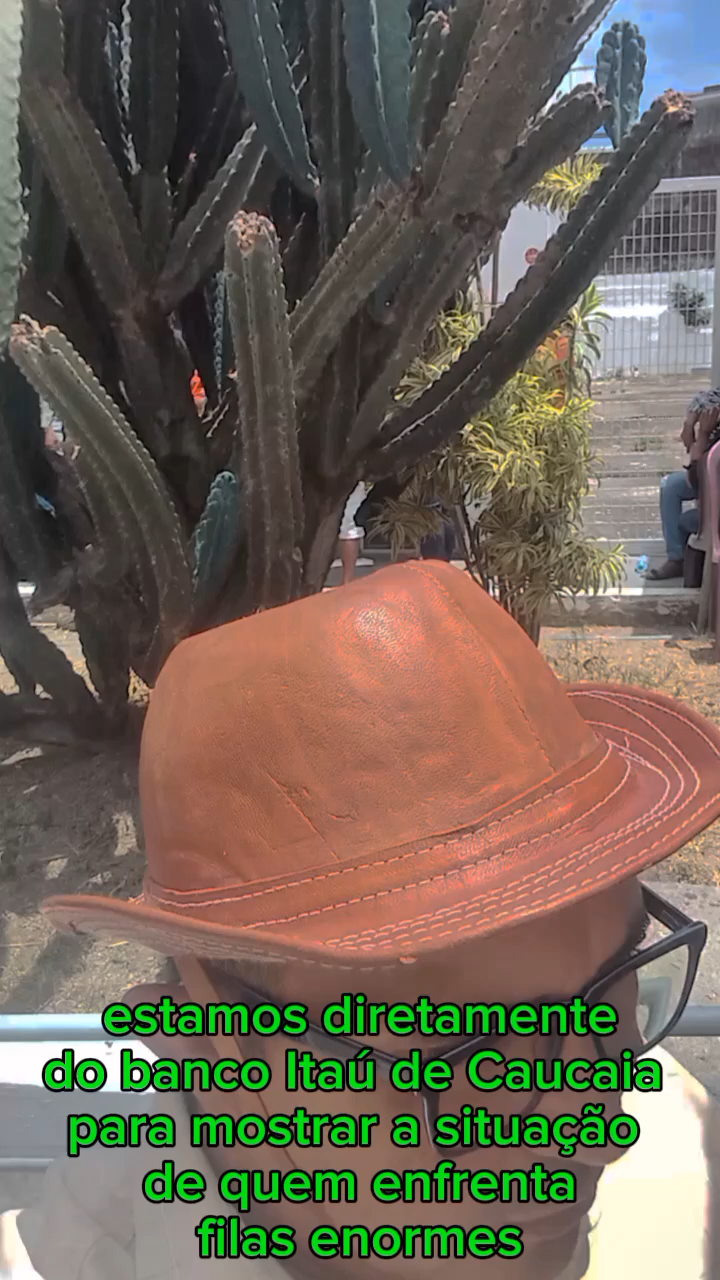 estamos diretamente
do banco Itaú de Caucaia
para mostrar a situação
de quem enfrenta
filas enormes